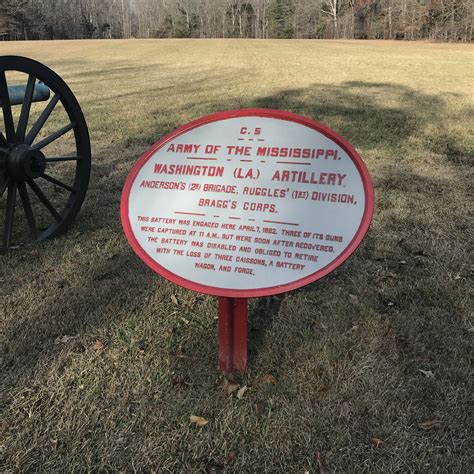 C. S.
ARMY OF THE MISSISSIPPI.
WASHINGTON (LA.) ARTILLERY,
ANDERSON'S (2D) BRIGADE, RUGGLES' (1ST) DIVISION,
BRAGG'S CORPS.
THIS BATTERY WAS ENGAGED HERE APRIL 7, 1862. THREE OF ITS GUNS
WERE CAPTURED AT 11 A.M., BUT WERE SOON AFTER RECOVERED.
THE BATTERY WAS DISABLED AND OBLIGED TO RETIRE
WITH THE LOSS OF THREE CAISSONS, A BATTERY
WAGON, AND FORGE.